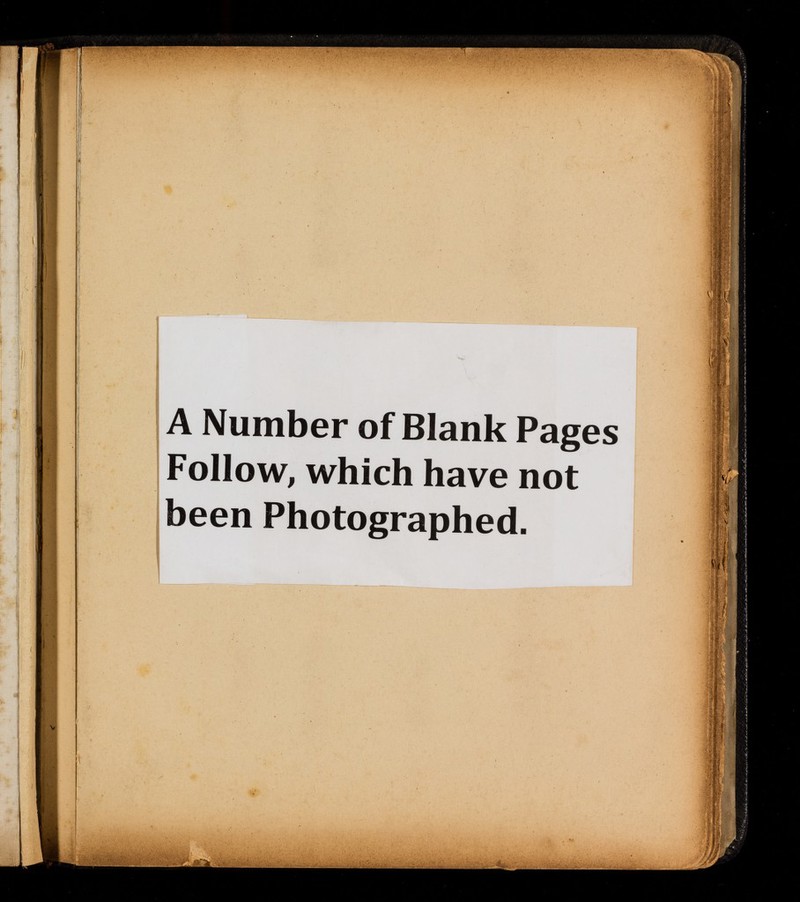 A Number of Blank Pages
Follow, which have not
been Photographed.